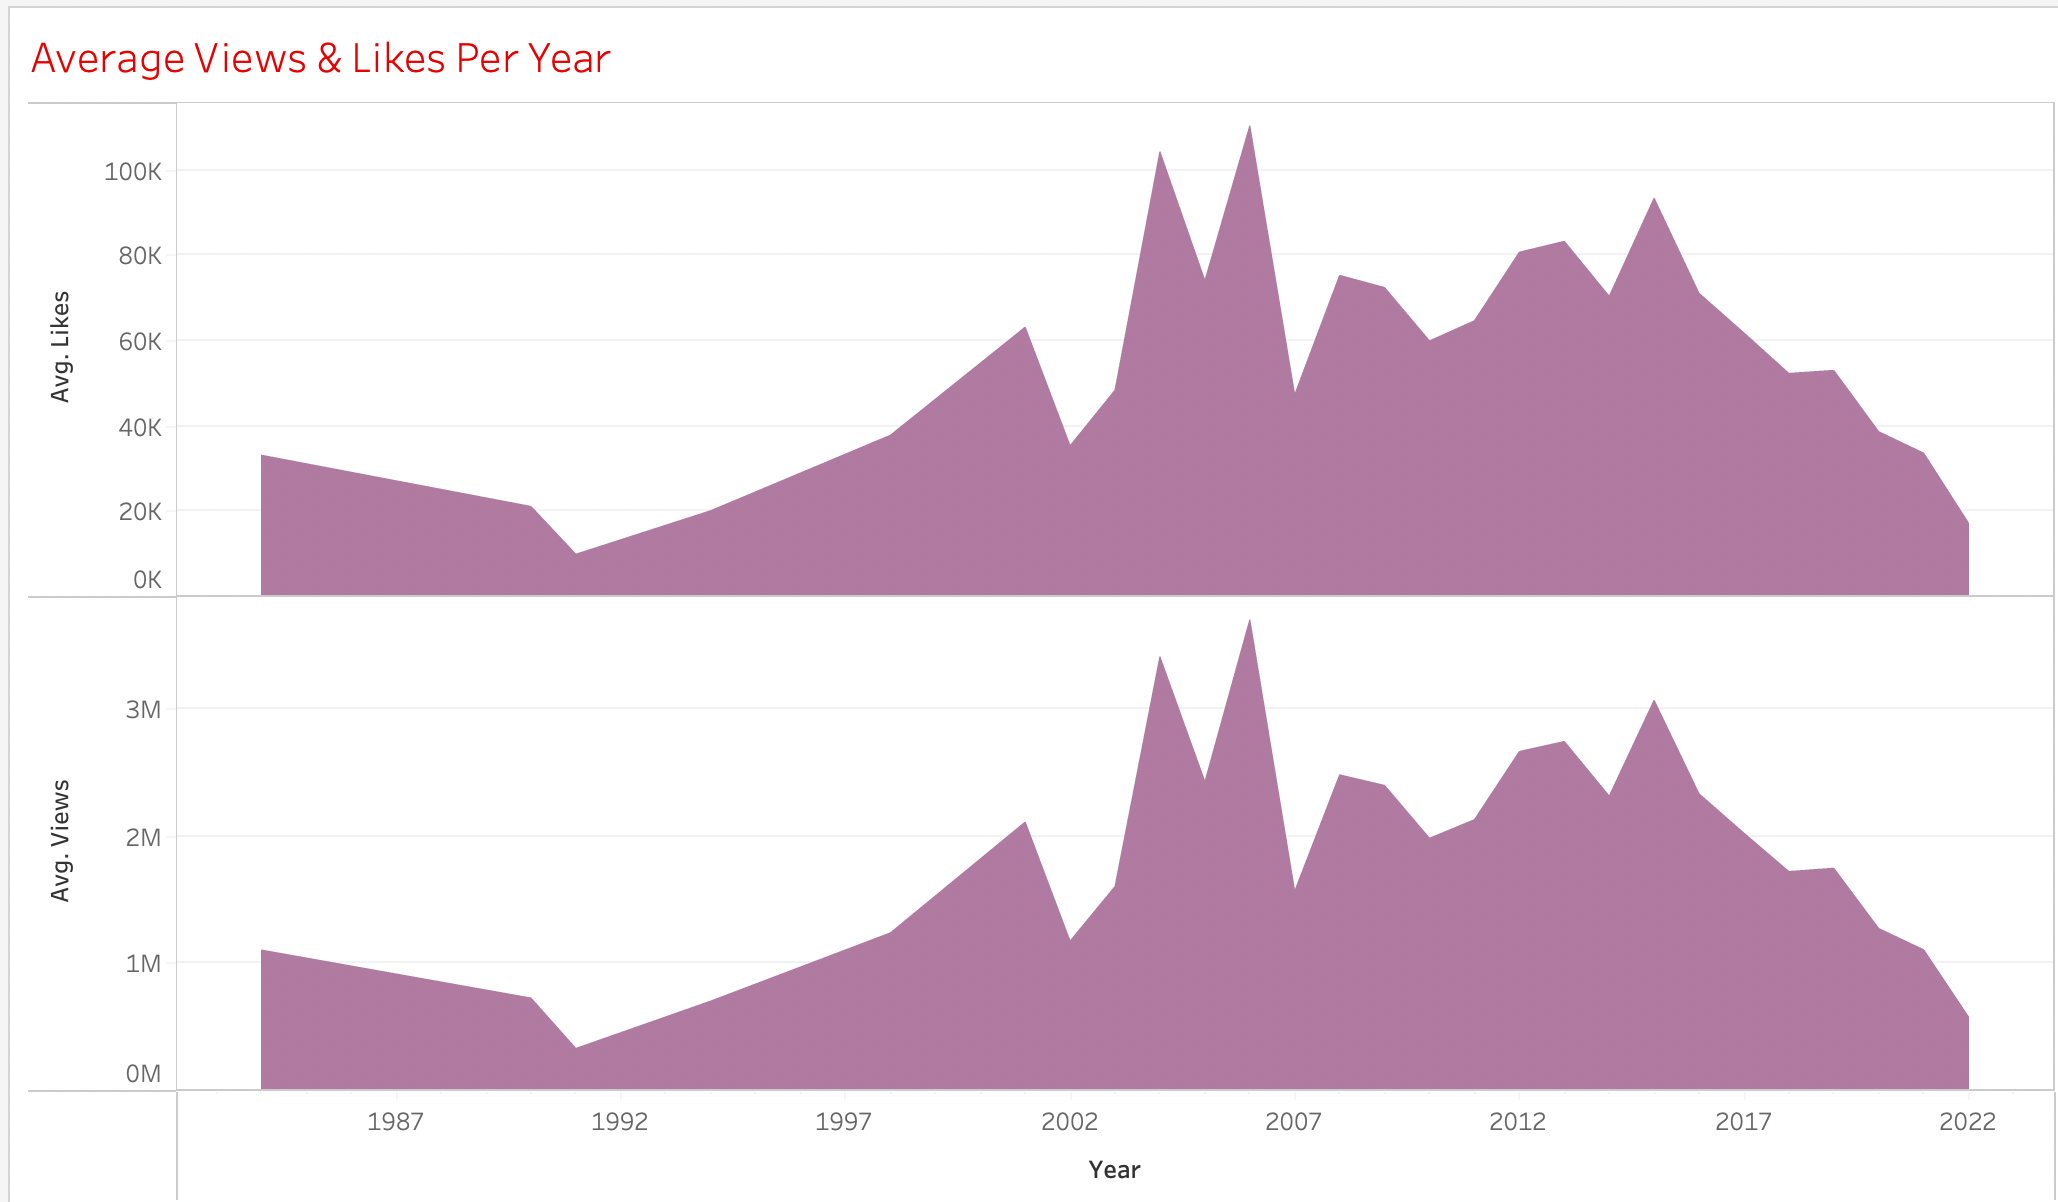 Average Views & Likes Per Year
Avg. Likes
100K
80K
60K
40K
20K
0K
Avg. Views
3M
2M
1M
0M
1987 1992 1997 2002 2007 2012 2017 2022
Year